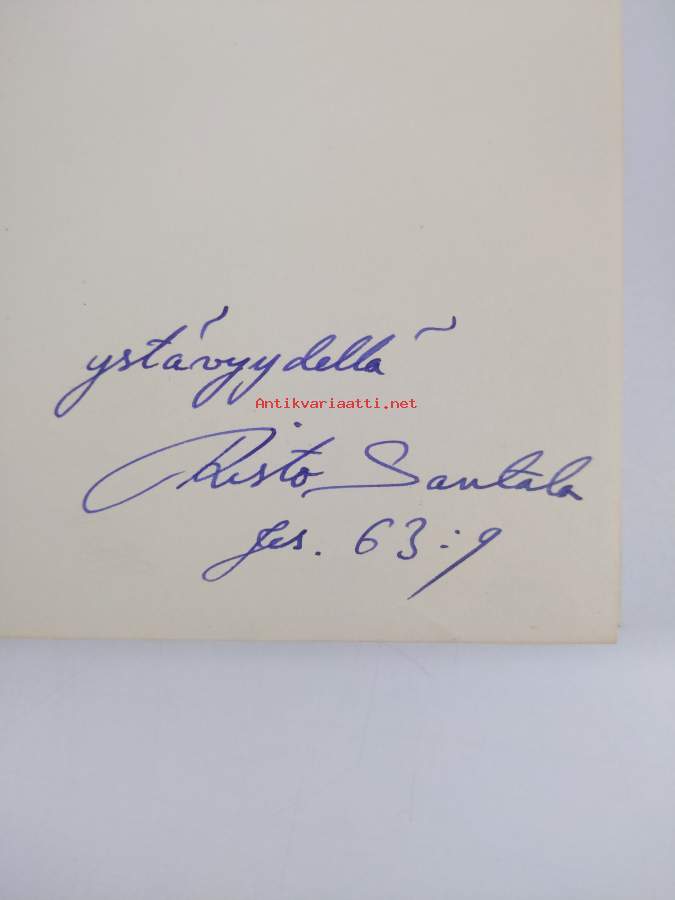 ystävyydellä
Antikvariaatti.net
Risto Santala
Jes. 63:9